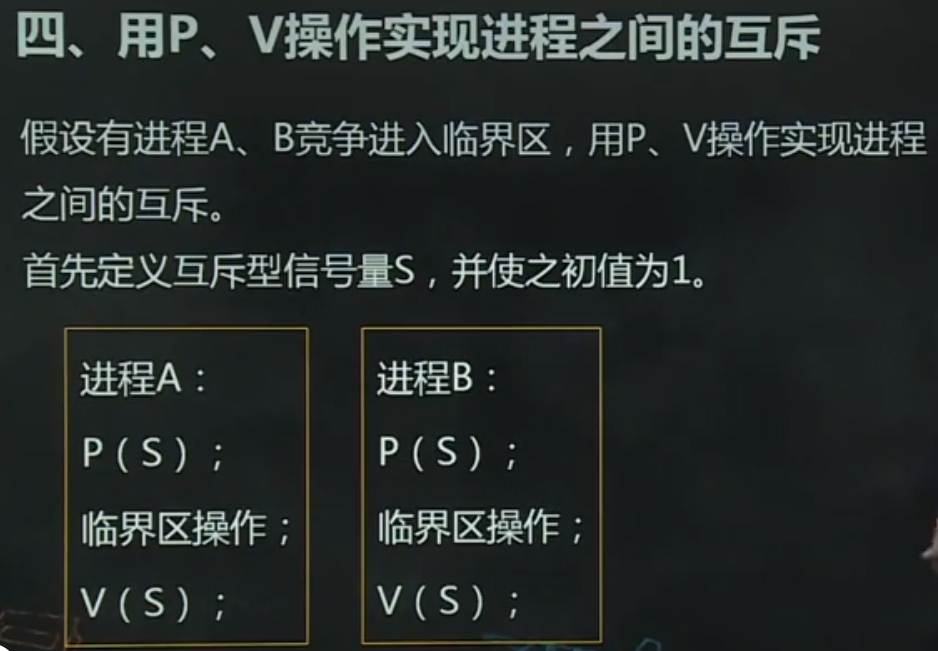 四、用P、V操作实现进程之间的互斥
假设有进程A、B竞争进入临界区，用P、V操作实现进程
之间的互斥。
首先定义互斥型信号量S，并使之初值为1。
进程A：
P（S）；
临界区操作；
V（S）；
进程B：
P（S）；
临界区操作；
V（S）；